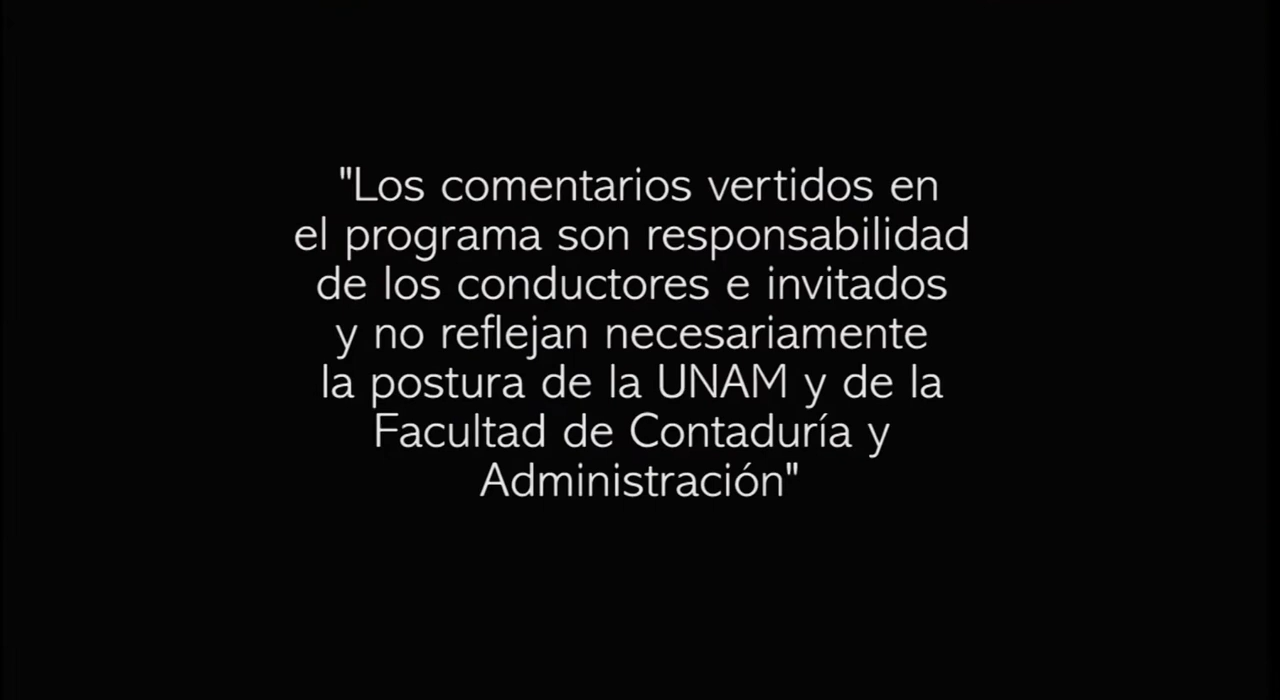 "Los comentarios vertidos en
el programa son responsabilidad
de los conductores e invitados
y no reflejan necesariamente
la postura de la UNAM y de la
Facultad de Contaduría y
Administración"